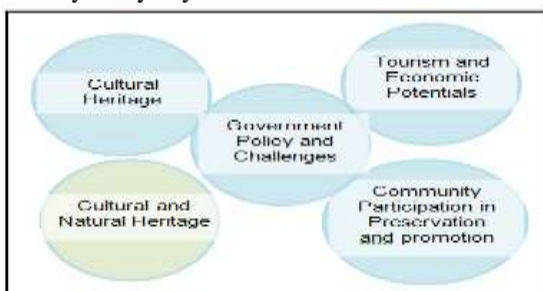 Cultural
Heritage
Tourism and
Economic
Potentials
Government
Policy and
Challenges
Cultural and
Natural Heritage
Community
Participation in
Preservation
and promotion